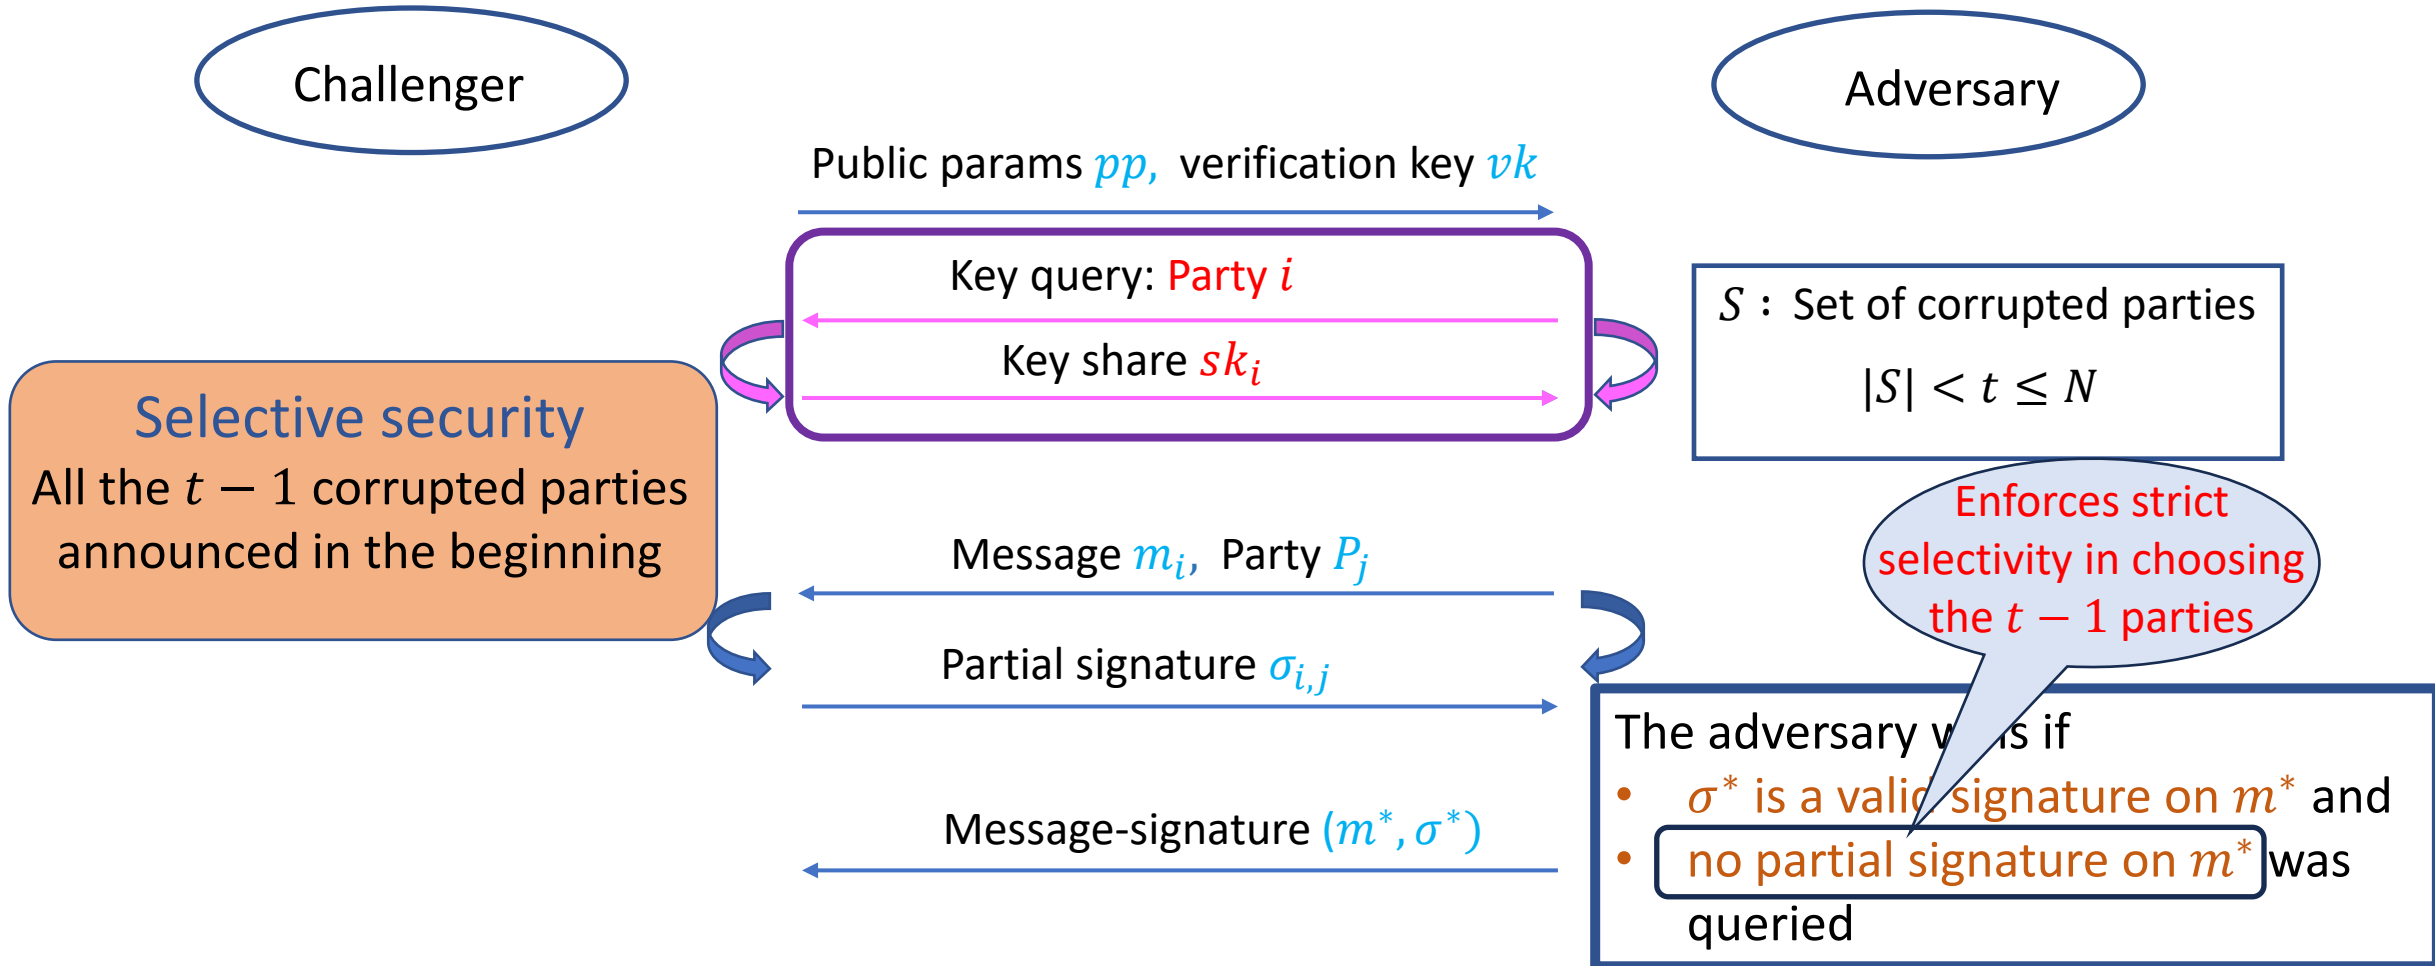 Challenger
Adversary
Public params pp, verification key vk
Key query: Party i
Key share sk_i
S : Set of corrupted parties
|S| < t ≤ N
Selective security
All the t − 1 corrupted parties
announced in the beginning
Enforces strict
selectivity in choosing
the t − 1 parties
Message m_i, Party P_j
Partial signature σ_{i,j}
Message-signature (m*, σ*)
The adversary w s if
• σ* is a valid signature on m* and
• no partial signature on m* was
queried